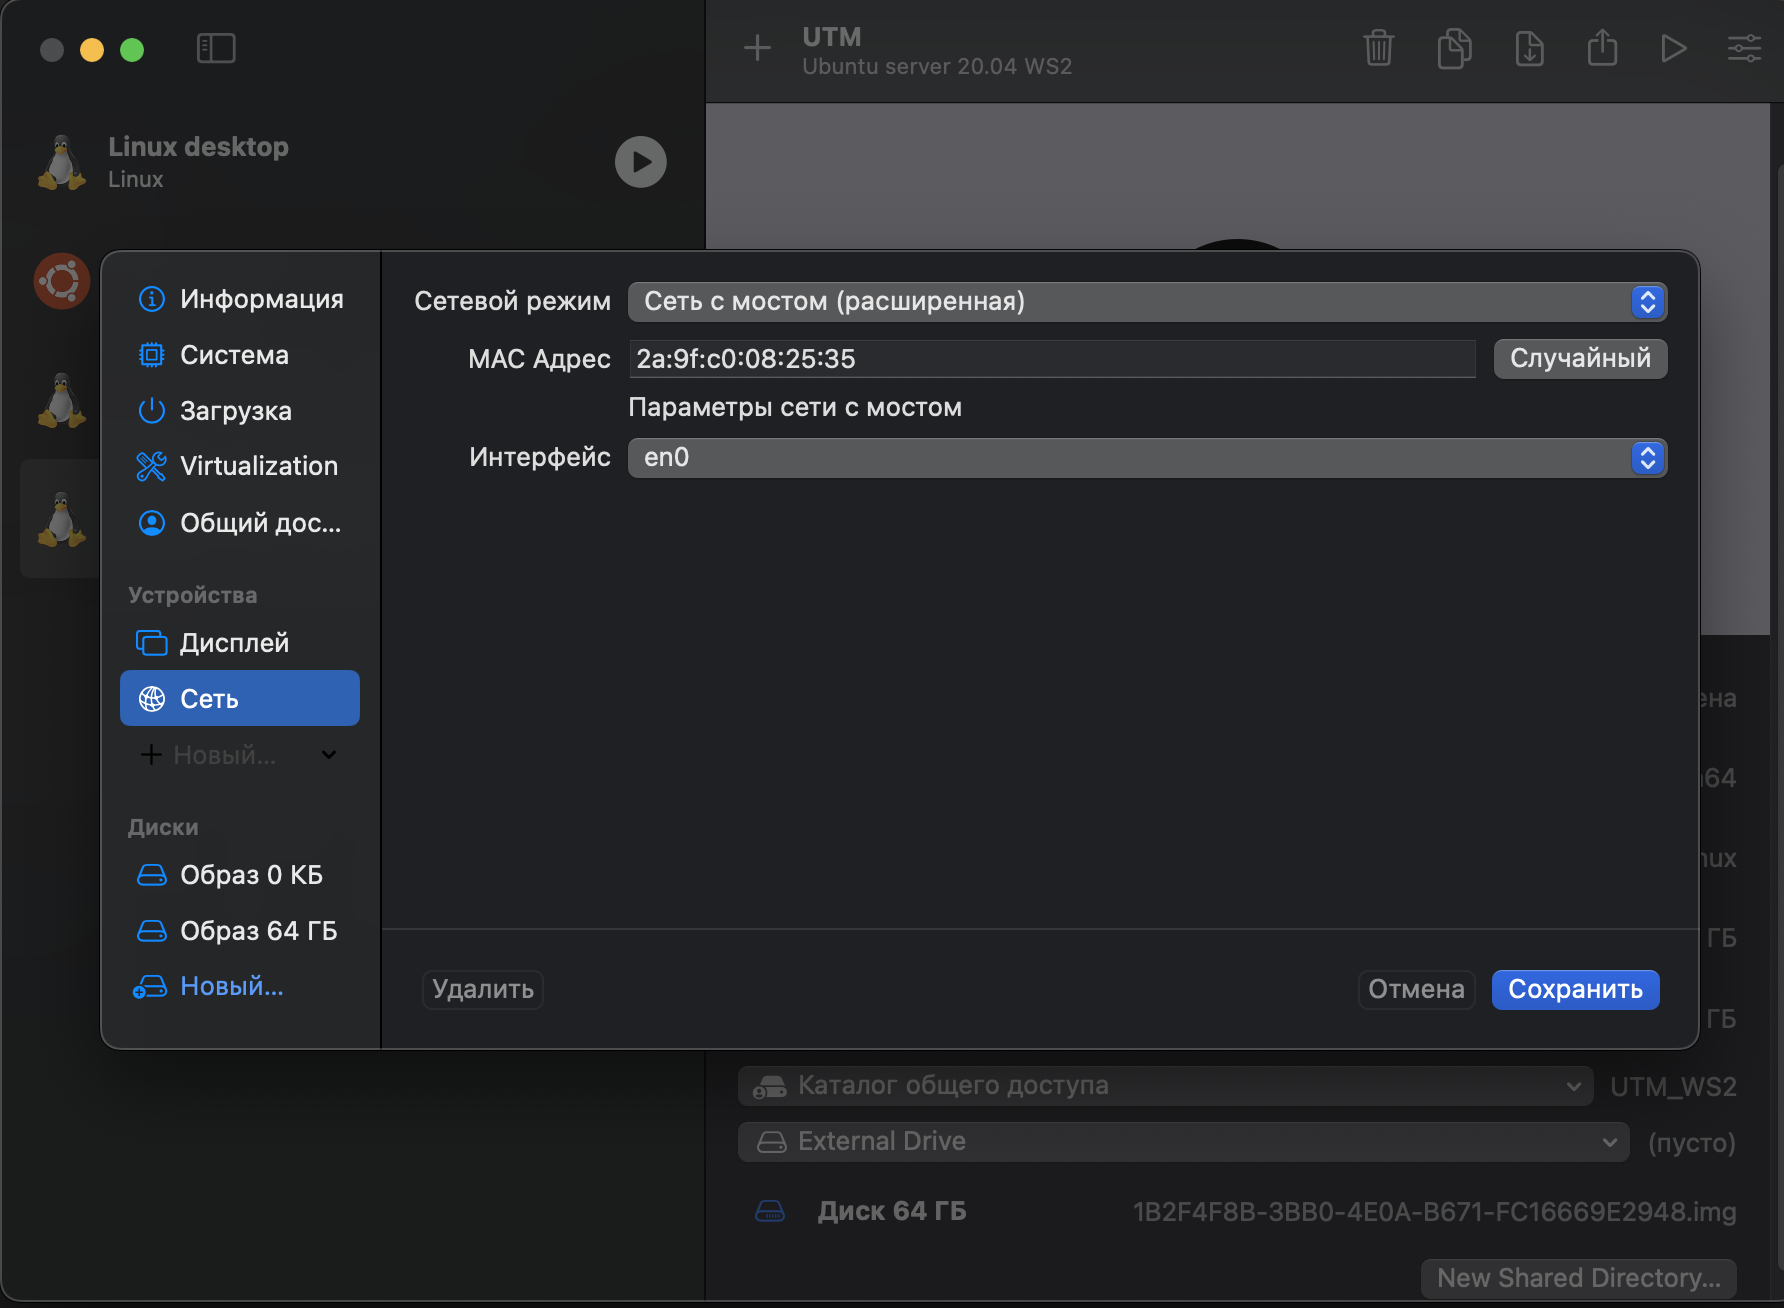 UTM
Ubuntu server 20.04 WS2
Linux desktop
Linux
Информация
Система
Загрузка
Virtualization
Общий дос...
Устройства
Дисплей
Сеть
Новый...
Диски
Образ 0 КБ
Образ 64 ГБ
Новый...
Сетевой режим
Сеть с мостом (расширенная)
MAC Адрес
2a:9f:c0:08:25:35
Случайный
Параметры сети с мостом
Интерфейс
en0
Удалить
Отмена
Сохранить
ГБ
ГБ
Каталог общего доступа
UTM_WS2
External Drive
(пусто)
Диск 64 ГБ
1B2F4F8B-3BB0-4E0A-B671-FC16669E2948.img
New Shared Directory...